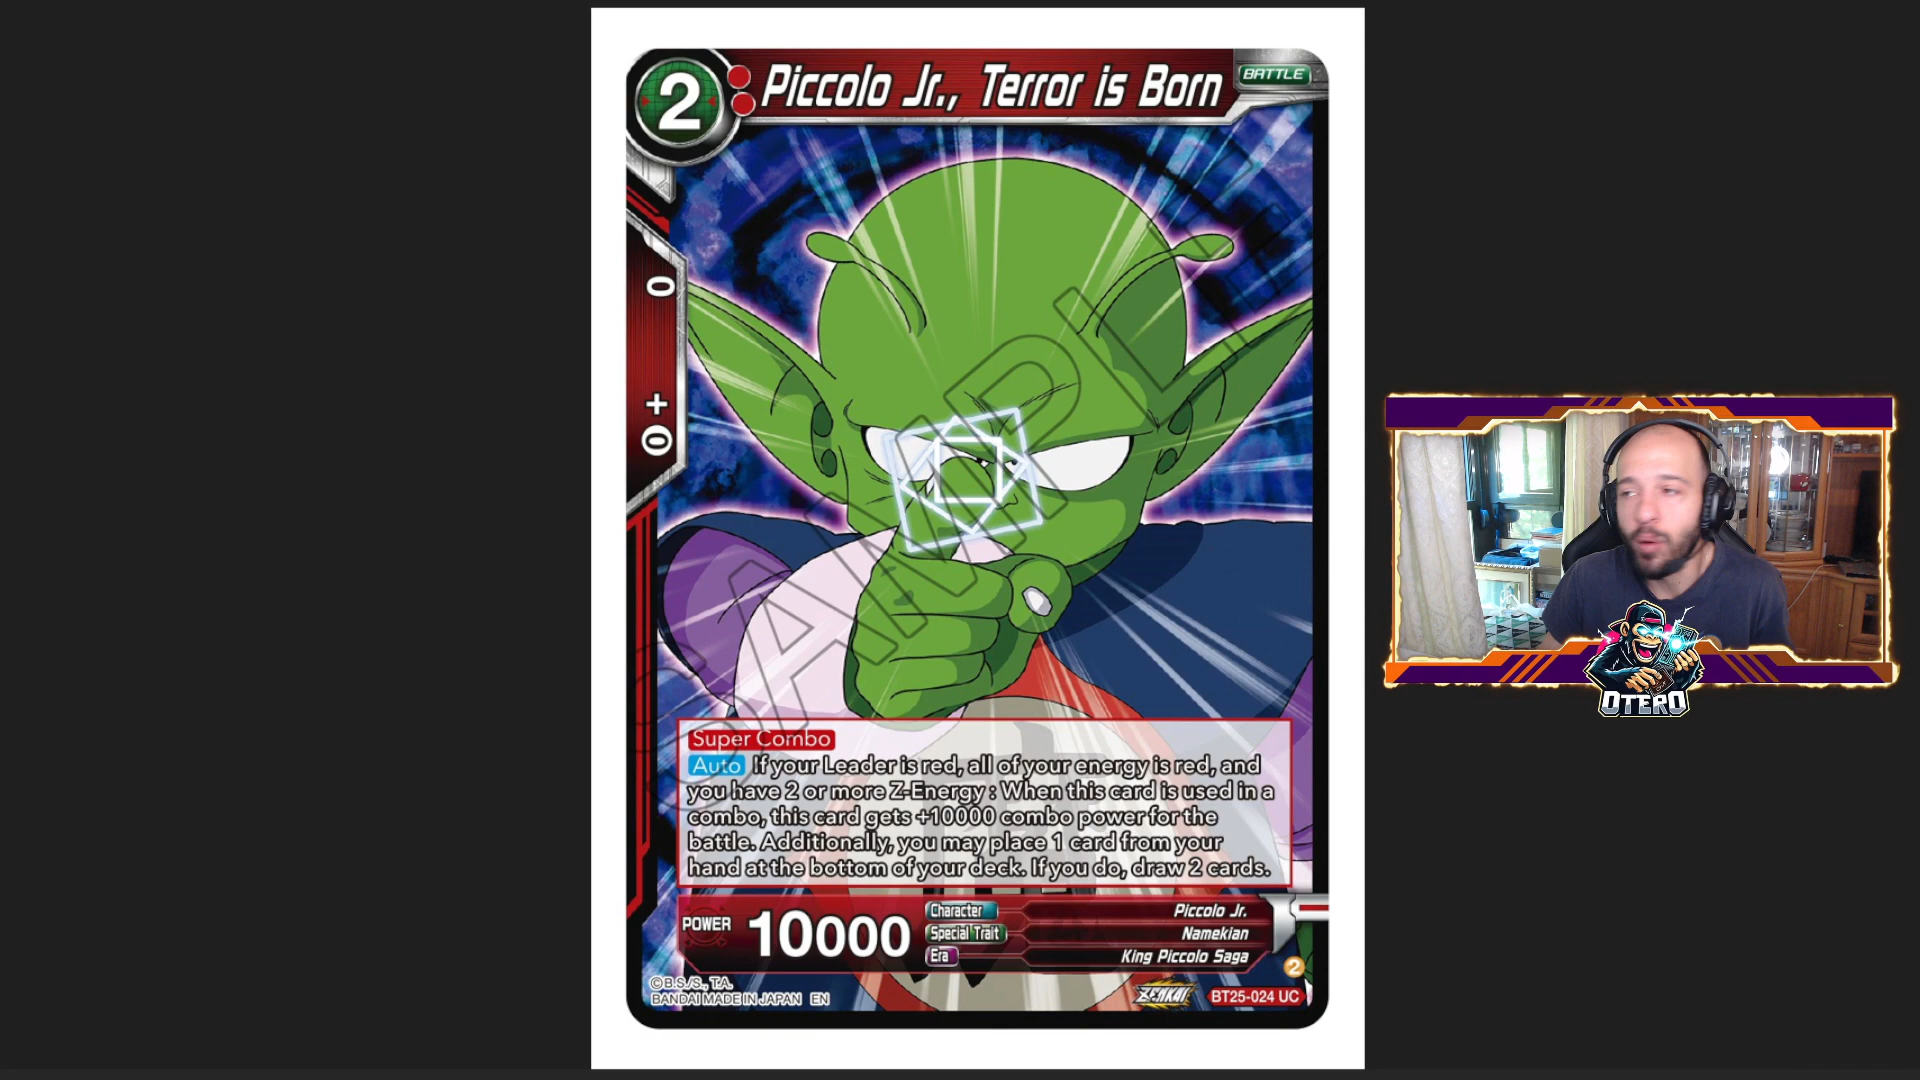 2
Piccolo Jr., Terror is Born
BATTLE
0
+
0
SAMPLE
Super Combo
Auto If your Leader is red, all of your energy is red, and
you have 2 or more Z-Energy : When this card is used in a
combo, this card gets +10000 combo power for the
battle. Additionally, you may place 1 card from your
hand at the bottom of your deck. If you do, draw 2 cards.
POWER 10000
Character Piccolo Jr.
Special Trait Namekian
Era King Piccolo Saga
2
©B.S./S., T.A.
BANDAI MADE IN JAPAN EN
ZENKAI
BT25-024 UC
OTERO